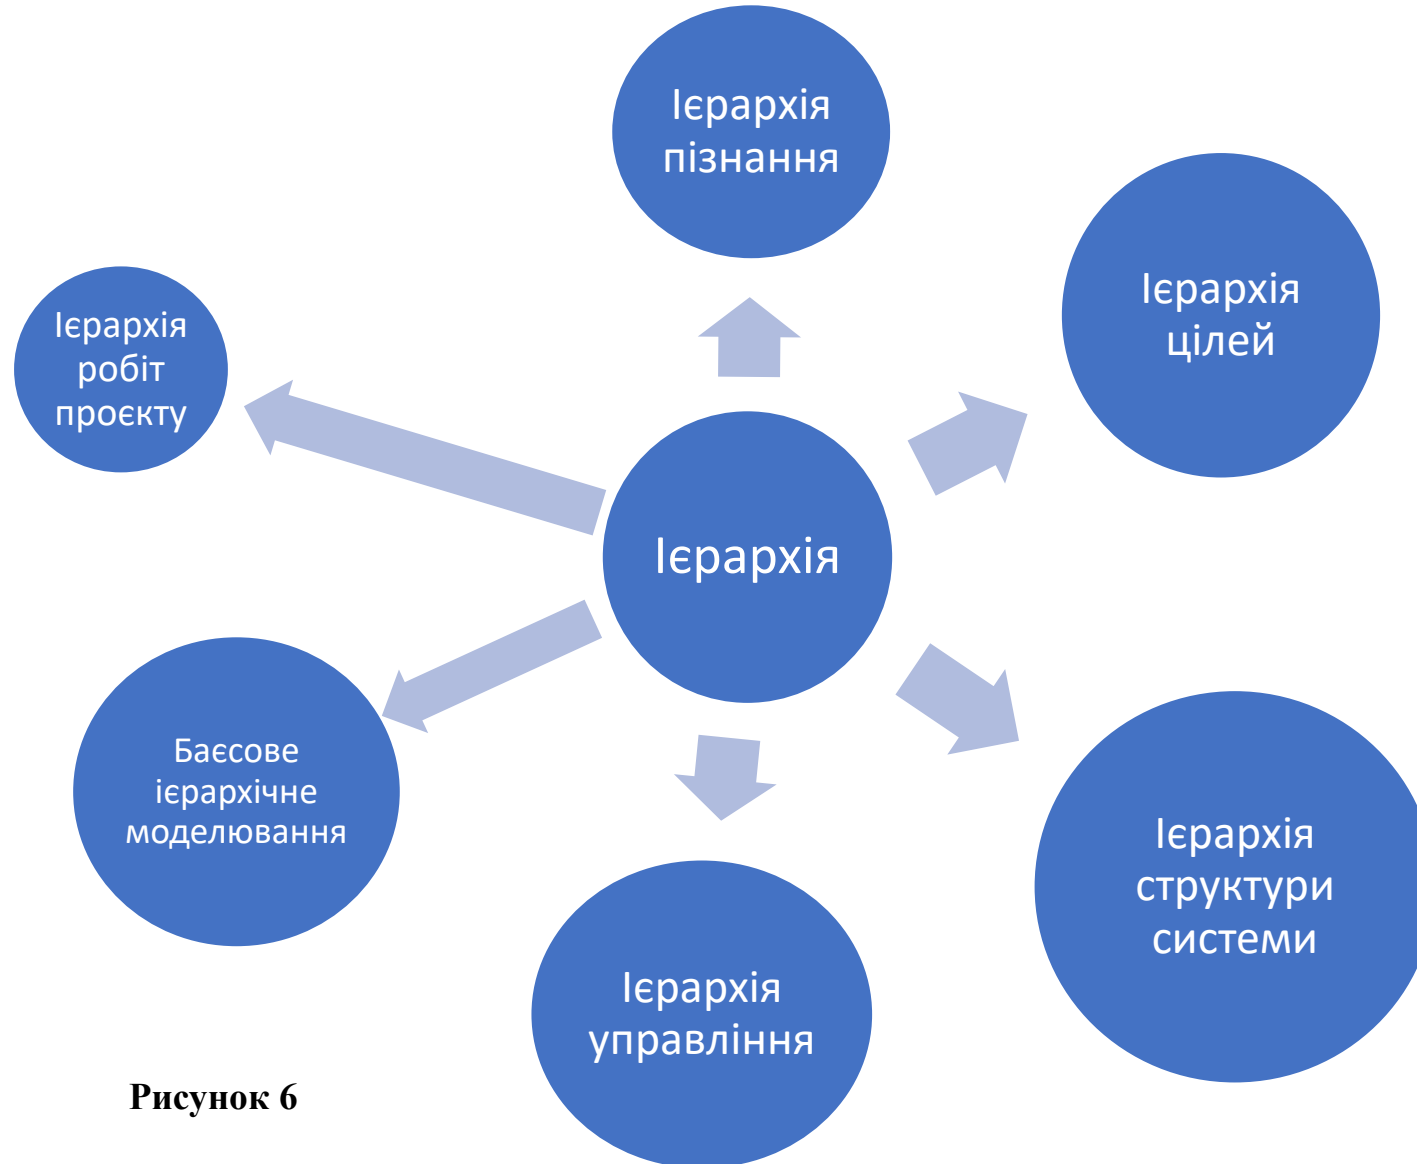 Ієрархія
пізнання
Ієрархія
цілей
Ієрархія
робіт
проєкту
Ієрархія
Баєсове
ієрархічне
моделювання
Ієрархія
структури
системи
Ієрархія
управління
Рисунок 6